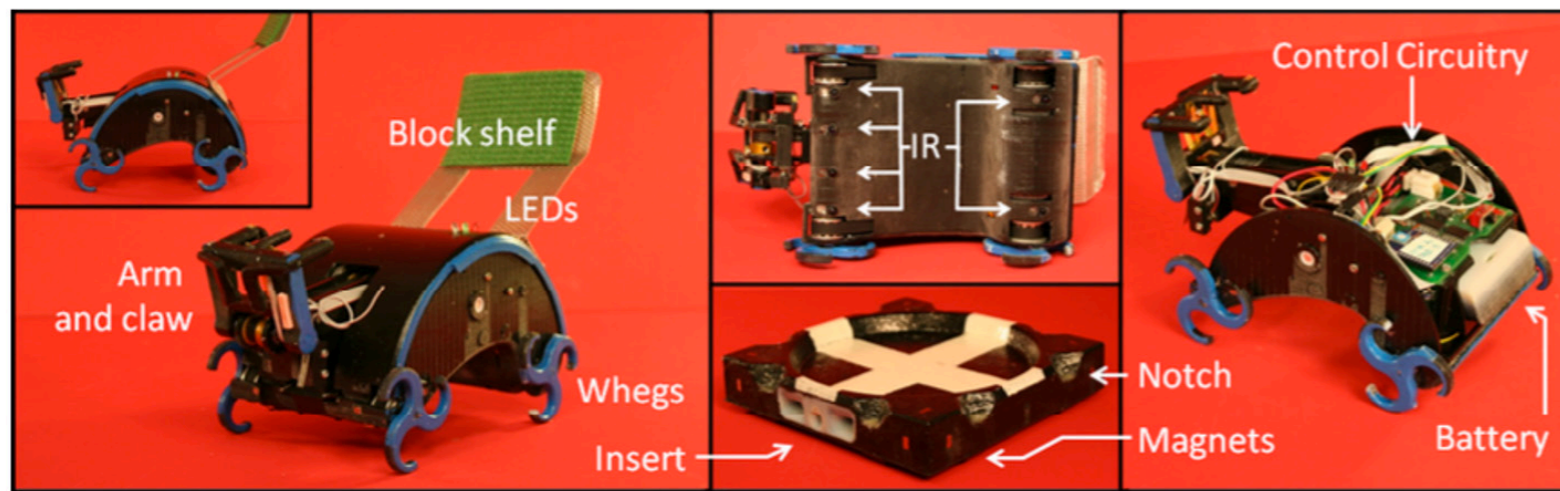 Block shelf
LEDs
Arm
and claw
Whegs
IR
Insert
Notch
Magnets
Control Circuitry
Battery